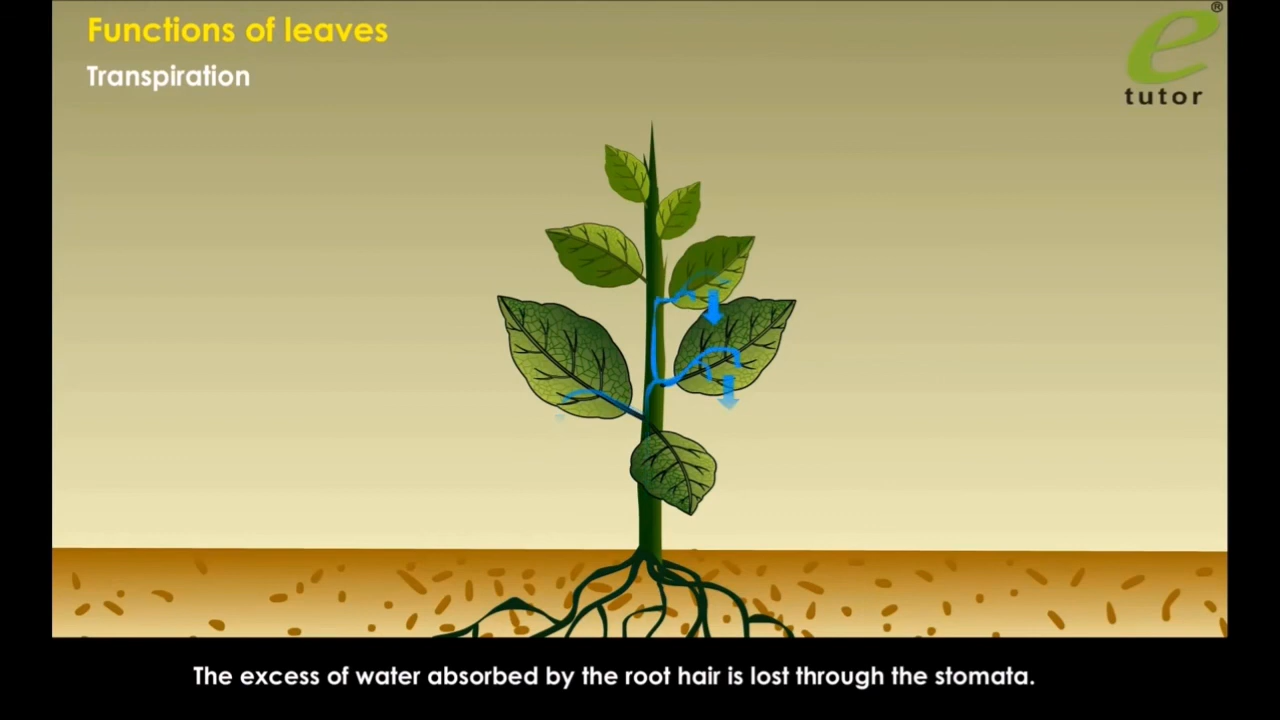 Functions of leaves
Transpiration
e®
tutor
The excess of water absorbed by the root hair is lost through the stomata.